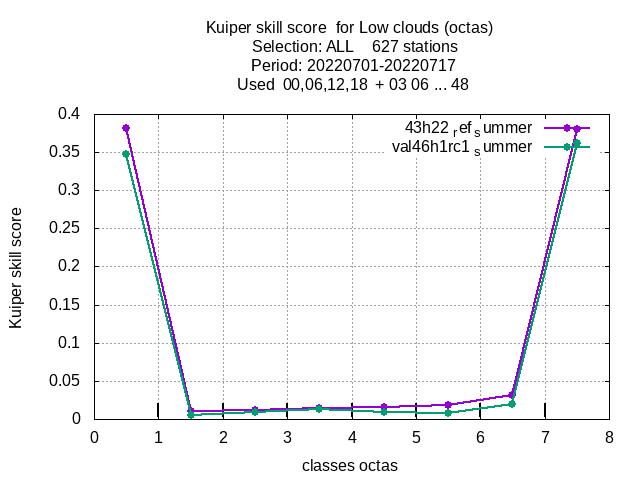 Kuiper skill score  for Low clouds (octas)
Selection: ALL    627 stations
Period: 20220701-20220717
Used  00,06,12,18  + 03 06 ... 48
43h22 ref summer
val46h1rc1 summer
0.4
0.35
0.3
0.25
0.2
0.15
0.1
0.05
0
Kuiper skill score
0 1 2 3 4 5 6 7 8
classes octas